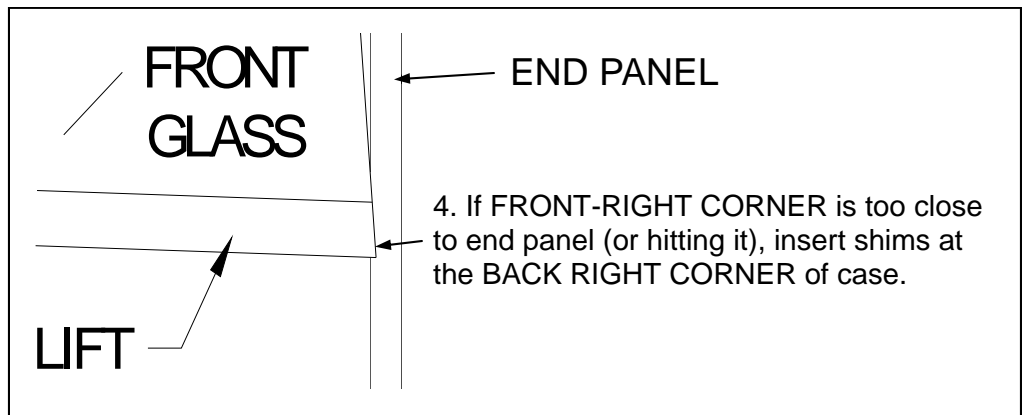 FRONT
GLASS
END PANEL
4. If FRONT-RIGHT CORNER is too close
to end panel (or hitting it), insert shims at
the BACK RIGHT CORNER of case.
LIFT